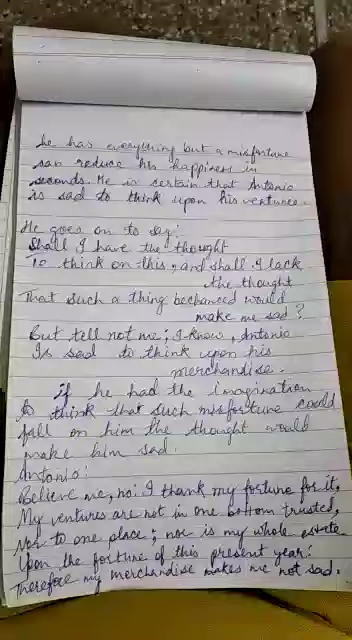 he has everything but a misfortune
can reduce his happiness in
seconds. He is certain that Antonio
is sad to think upon his ventures.
He goes on to say:
Shall I have the thought
To think on this, and shall I lack
the thought
That such a thing bechanced would
make me sad?
But tell not me; I know, Antonio
Is sad to think upon his
merchandise.
if he had the imagination
to think that such misfortune could
fall on him the thought would
make him sad.
Antonio:
Believe me, no: I thank my fortune for it,
My ventures are not in one bottom trusted,
Nor to one place; nor is my whole estate
Upon the fortune of this present year:
Therefore my merchandise makes me not sad.